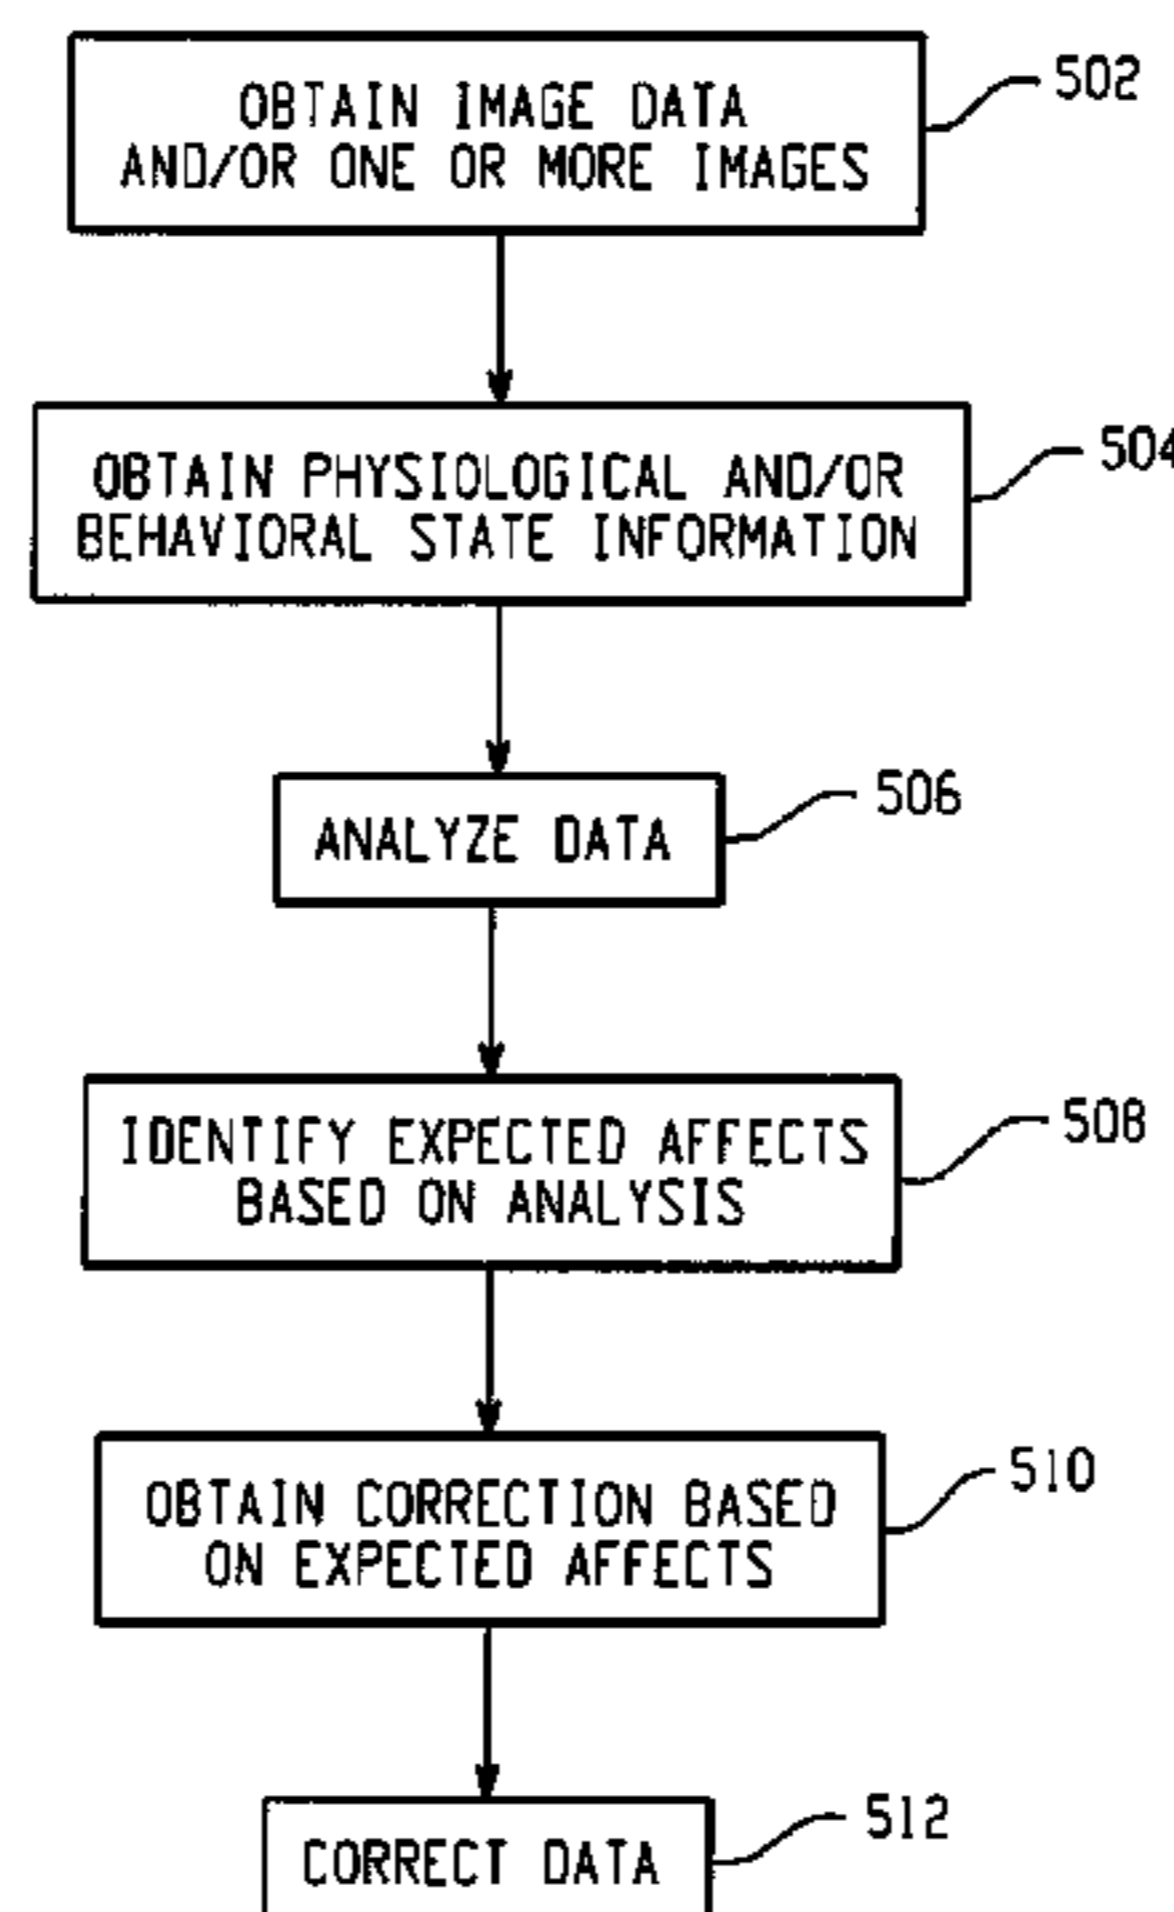 OBTAIN IMAGE DATA
AND/OR ONE OR MORE IMAGES
502
OBTAIN PHYSIOLOGICAL AND/OR
BEHAVIORAL STATE INFORMATION
504
ANALYZE DATA
506
IDENTIFY EXPECTED AFFECTS
BASED ON ANALYSIS
508
OBTAIN CORRECTION BASED
ON EXPECTED AFFECTS
510
CORRECT DATA
512